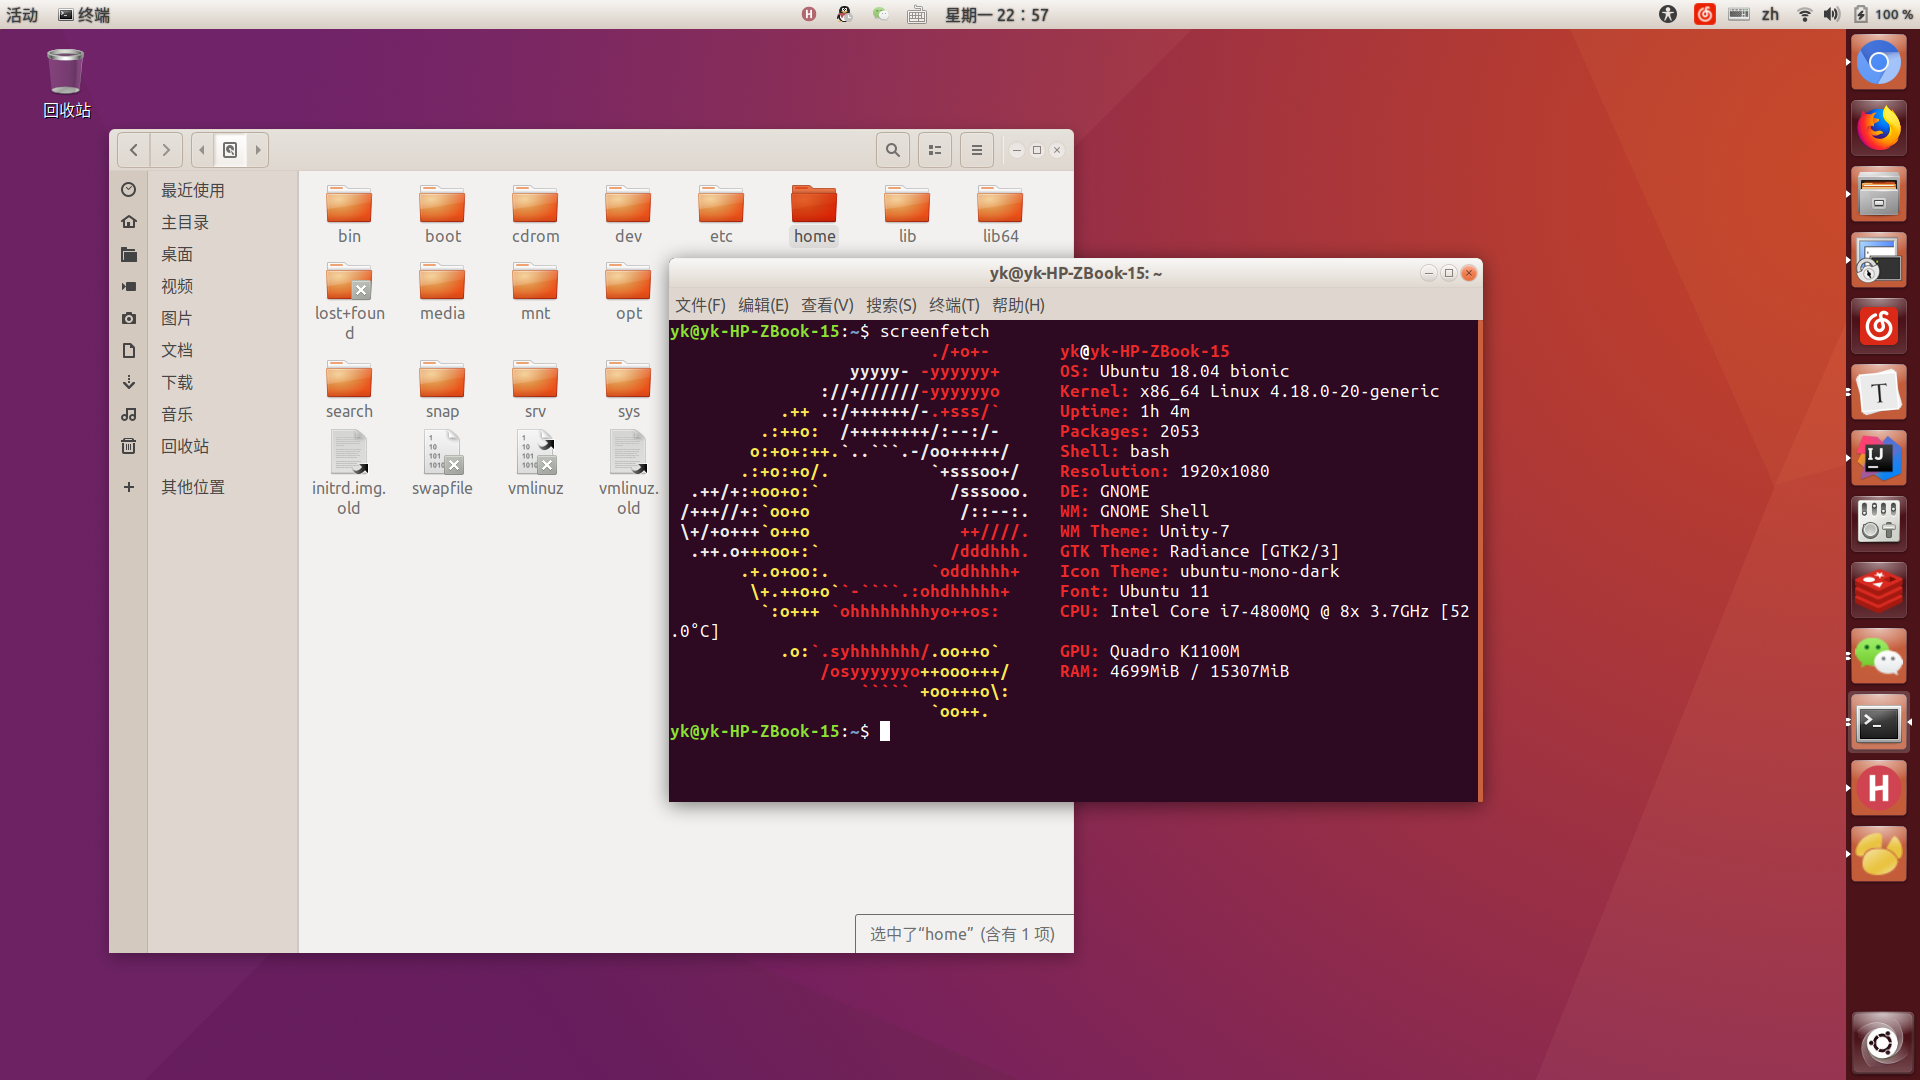 活动 终端 星期一 22：57 zh 100 %
回收站
最近使用
主目录
桌面
视频
图片
文档
下载
音乐
回收站
其他位置
bin boot cdrom dev etc home lib lib64
lost+found media mnt opt
search snap srv sys
initrd.img.old swapfile vmlinuz vmlinuz.old
选中了“home” (含有 1 项)
yk@yk-HP-ZBook-15: ~
文件(F) 编辑(E) 查看(V) 搜索(S) 终端(T) 帮助(H)
yk@yk-HP-ZBook-15:~$ screenfetch
./+o+- yk@yk-HP-ZBook-15
yyyyy- -yyyyyy+ OS: Ubuntu 18.04 bionic
://+//////-yyyyyyo Kernel: x86_64 Linux 4.18.0-20-generic
.++ .:/++++++/-.+sss/` Uptime: 1h 4m
.:++o: /++++++++/:--:/- Packages: 2053
o:+o+:++.`..```.-/oo+++++/ Shell: bash
.:+o:+o/. `+sssoo+/ Resolution: 1920x1080
.++/+:+oo+o:` /sssooo. DE: GNOME
/+++//+:`oo+o /::--:. WM: GNOME Shell
\+/+o+++`o++o ++////. WM Theme: Unity-7
.++.o+++oo+:` /dddhhh. GTK Theme: Radiance [GTK2/3]
.+.o+oo:. `oddhhhh+ Icon Theme: ubuntu-mono-dark
\+.++o+o``-````.:ohdhhhhh+ Font: Ubuntu 11
`:o+++ `ohhhhhhhhyo++os: CPU: Intel Core i7-4800MQ @ 8x 3.7GHz [52
.0°C]
.o:`.syhhhhhhh/.oo++o` GPU: Quadro K1100M
/osyyyyyyo++ooo+++/ RAM: 4699MiB / 15307MiB
````` +oo+++o\:
`oo++.
yk@yk-HP-ZBook-15:~$
T
IJ
>_
H